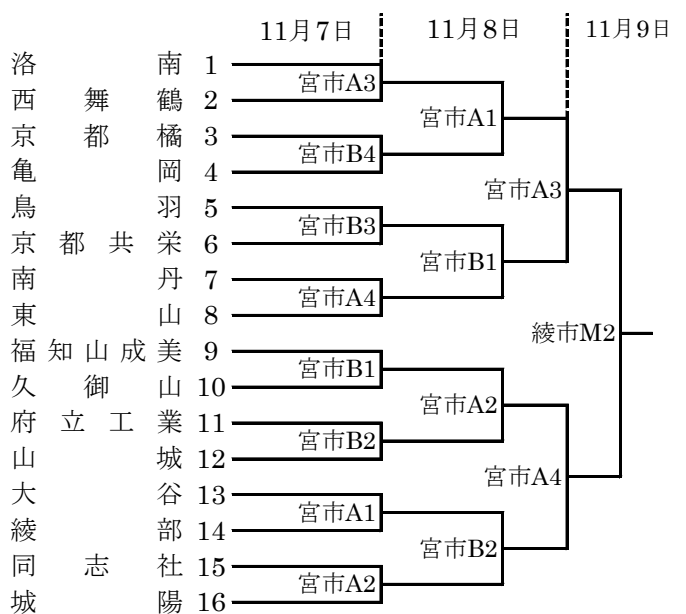 11月7日 11月8日 11月9日
洛南 1
宮市A3
西舞鶴 2
宮市A1
京都橘 3
宮市B4
亀岡 4
宮市A3
鳥羽 5
宮市B3
京都共栄 6
宮市B1
南丹 7
宮市A4
東山 8
綾市M2
福知山成美 9
宮市B1
久御山 10
宮市A2
府立工業 11
宮市B2
山城 12
宮市A4
大谷 13
宮市A1
綾部 14
宮市B2
同志社 15
宮市A2
城陽 16